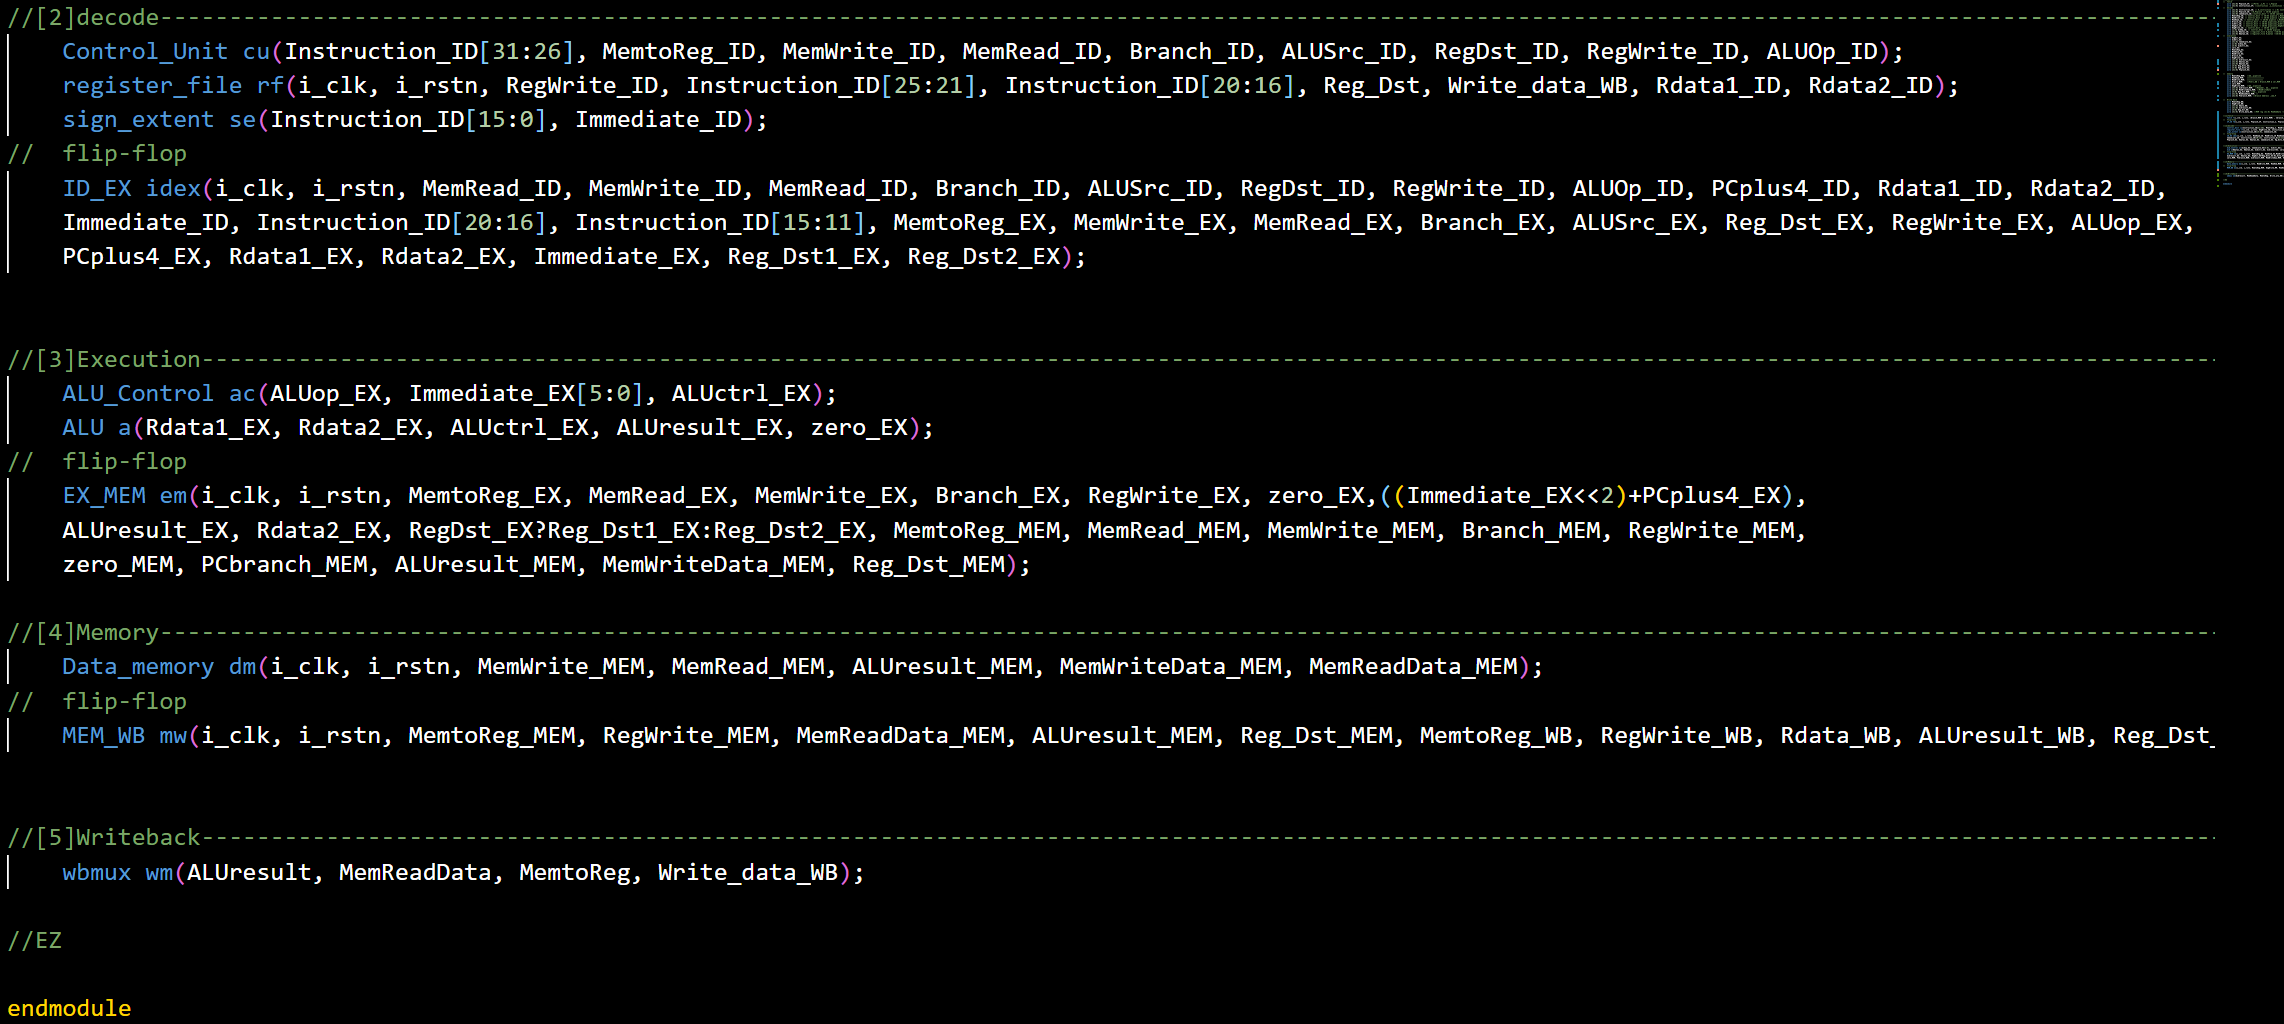 //[2]decode-----------------------------------------------------------------------------------------------------------------------------------------------------
Control_Unit cu(Instruction_ID[31:26], MemtoReg_ID, MemWrite_ID, MemRead_ID, Branch_ID, ALUSrc_ID, RegDst_ID, RegWrite_ID, ALUOp_ID);
register_file rf(i_clk, i_rstn, RegWrite_ID, Instruction_ID[25:21], Instruction_ID[20:16], Reg_Dst, Write_data_WB, Rdata1_ID, Rdata2_ID);
sign_extent se(Instruction_ID[15:0], Immediate_ID);
//  flip-flop
ID_EX idex(i_clk, i_rstn, MemRead_ID, MemWrite_ID, MemRead_ID, Branch_ID, ALUSrc_ID, RegDst_ID, RegWrite_ID, ALUOp_ID, PCplus4_ID, Rdata1_ID, Rdata2_ID,
Immediate_ID, Instruction_ID[20:16], Instruction_ID[15:11], MemtoReg_EX, MemWrite_EX, MemRead_EX, Branch_EX, ALUSrc_EX, Reg_Dst_EX, RegWrite_EX, ALUop_EX,
PCplus4_EX, Rdata1_EX, Rdata2_EX, Immediate_EX, Reg_Dst1_EX, Reg_Dst2_EX);
//[3]Execution--------------------------------------------------------------------------------------------------------------------------------------------------
ALU_Control ac(ALUop_EX, Immediate_EX[5:0], ALUctrl_EX);
ALU a(Rdata1_EX, Rdata2_EX, ALUctrl_EX, ALUresult_EX, zero_EX);
//  flip-flop
EX_MEM em(i_clk, i_rstn, MemtoReg_EX, MemRead_EX, MemWrite_EX, Branch_EX, RegWrite_EX, zero_EX,((Immediate_EX<<2)+PCplus4_EX),
ALUresult_EX, Rdata2_EX, RegDst_EX?Reg_Dst1_EX:Reg_Dst2_EX, MemtoReg_MEM, MemRead_MEM, MemWrite_MEM, Branch_MEM, RegWrite_MEM,
zero_MEM, PCbranch_MEM, ALUresult_MEM, MemWriteData_MEM, Reg_Dst_MEM);
//[4]Memory-----------------------------------------------------------------------------------------------------------------------------------------------------
Data_memory dm(i_clk, i_rstn, MemWrite_MEM, MemRead_MEM, ALUresult_MEM, MemWriteData_MEM, MemReadData_MEM);
//  flip-flop
MEM_WB mw(i_clk, i_rstn, MemtoReg_MEM, RegWrite_MEM, MemReadData_MEM, ALUresult_MEM, Reg_Dst_MEM, MemtoReg_WB, RegWrite_WB, Rdata_WB, ALUresult_WB, Reg_Dst_
//[5]Writeback--------------------------------------------------------------------------------------------------------------------------------------------------
wbmux wm(ALUresult, MemReadData, MemtoReg, Write_data_WB);
//EZ
endmodule